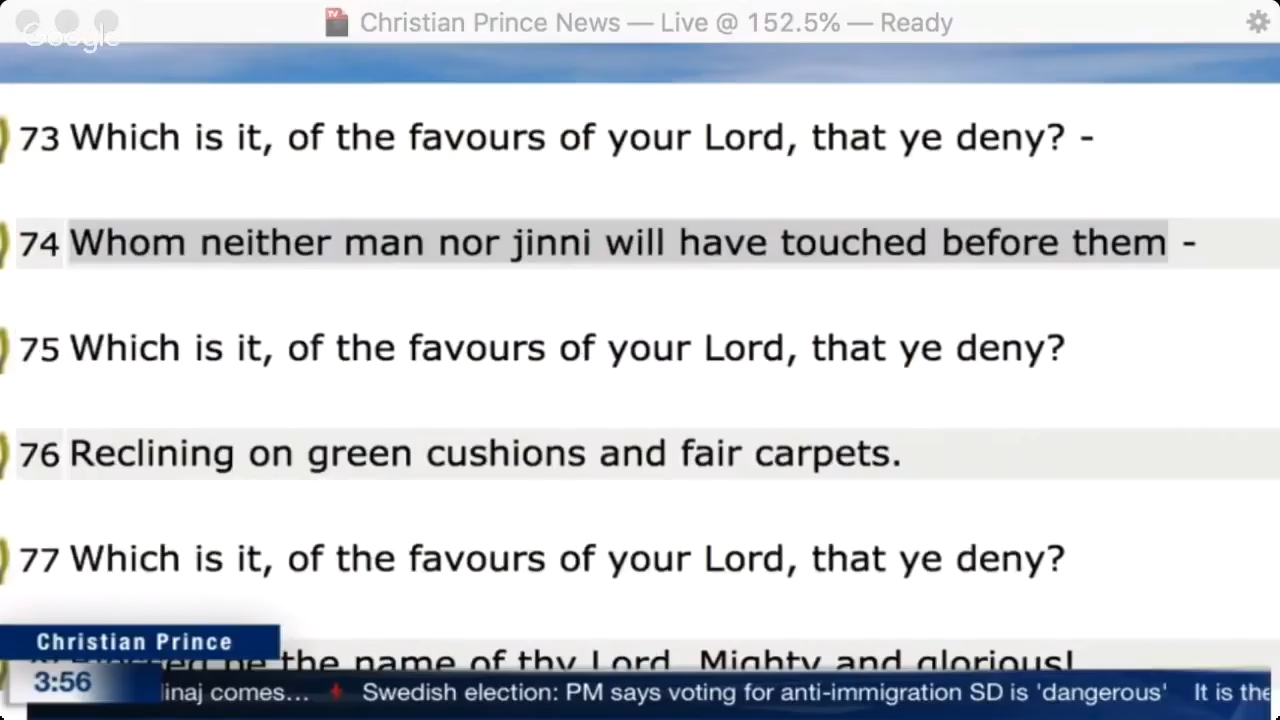 Google
Christian Prince News — Live @ 152.5% — Ready
73 Which is it, of the favours of your Lord, that ye deny? -
74 Whom neither man nor jinni will have touched before them -
75 Which is it, of the favours of your Lord, that ye deny?
76 Reclining on green cushions and fair carpets.
77 Which is it, of the favours of your Lord, that ye deny?
be the name of thy Lord, Mighty and glorious!
Christian Prince
3:56
comes... Swedish election: PM says voting for anti-immigration SD is 'dangerous' It is the